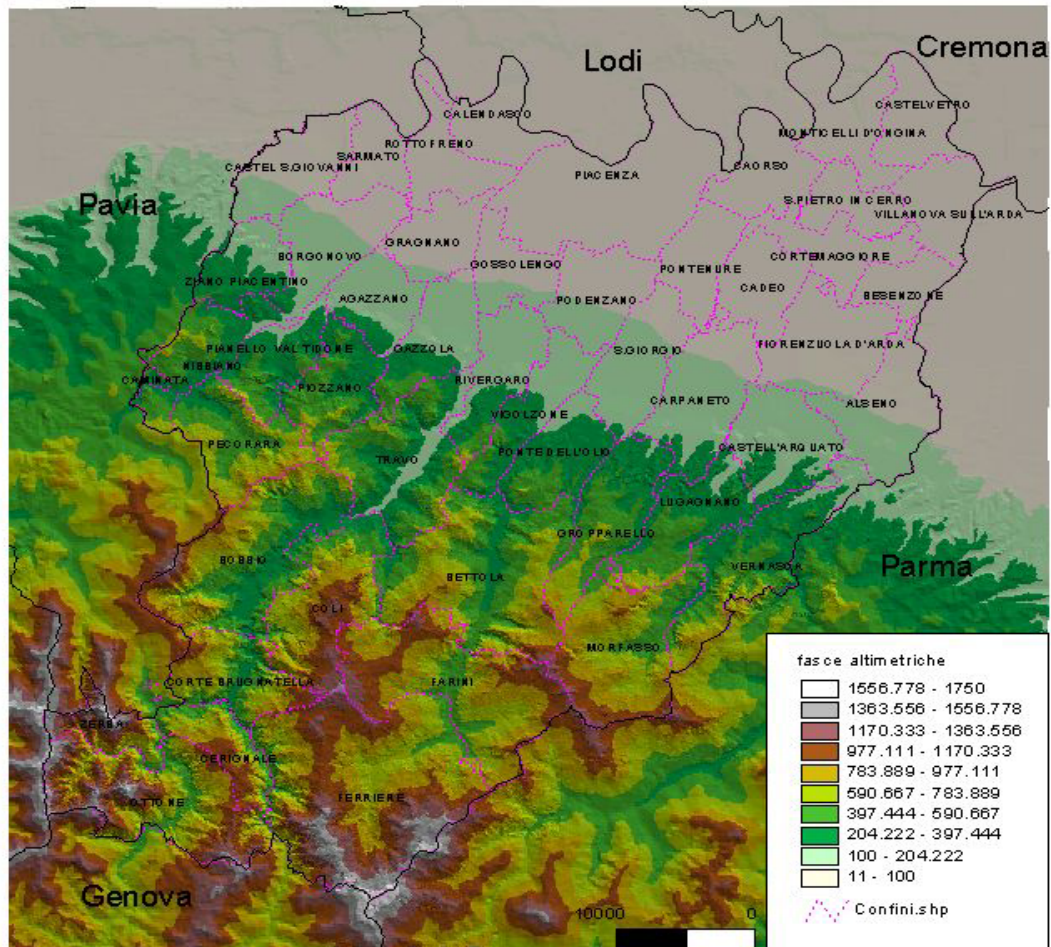 Cremona
Lodi
CASTELVETRO
CALENDASCO
MONTICELLI D'ONGINA
ROTTOFRENO
SARMATO
CASTEL S.GIOVANNI
CAORSO
PIACENZA
S.PIETRO IN CERRO
VILLANOVA SULL'ARDA
Pavia
GRAGNANO
BORGONOVO
GOSSOLENGO
CORTEMAGGIORE
PONTENURE
ZIANO PIACENTINO
CADEO
BESENZONE
AGAZZANO
PODENZANO
PIANELLO VAL TIDONE
GAZZOLA
S.GIORGIO
FIORENZUOLA D'ARDA
NIBBIANO
CAMINATA
PIOZZANO
RIVERGARO
CARPANETO
ALSENO
VIGOLZONE
PECORARA
PONTE DELL'OLIO
CASTELL'ARQUATO
TRAVO
LUGAGNANO
GROPPARELLO
BOBBIO
BETTOLA
VERNASCA
Parma
COLI
MORFASSO
CORTE BRUGNATELLA
FARINI
ZERBA
CERIGNALE
OTTONE
FERRIERE
Genova
10000 0
fasce altimetriche
1556.778 - 1750
1363.556 - 1556.778
1170.333 - 1363.556
977.111 - 1170.333
783.889 - 977.111
590.667 - 783.889
397.444 - 590.667
204.222 - 397.444
100 - 204.222
11 - 100
Confini.shp